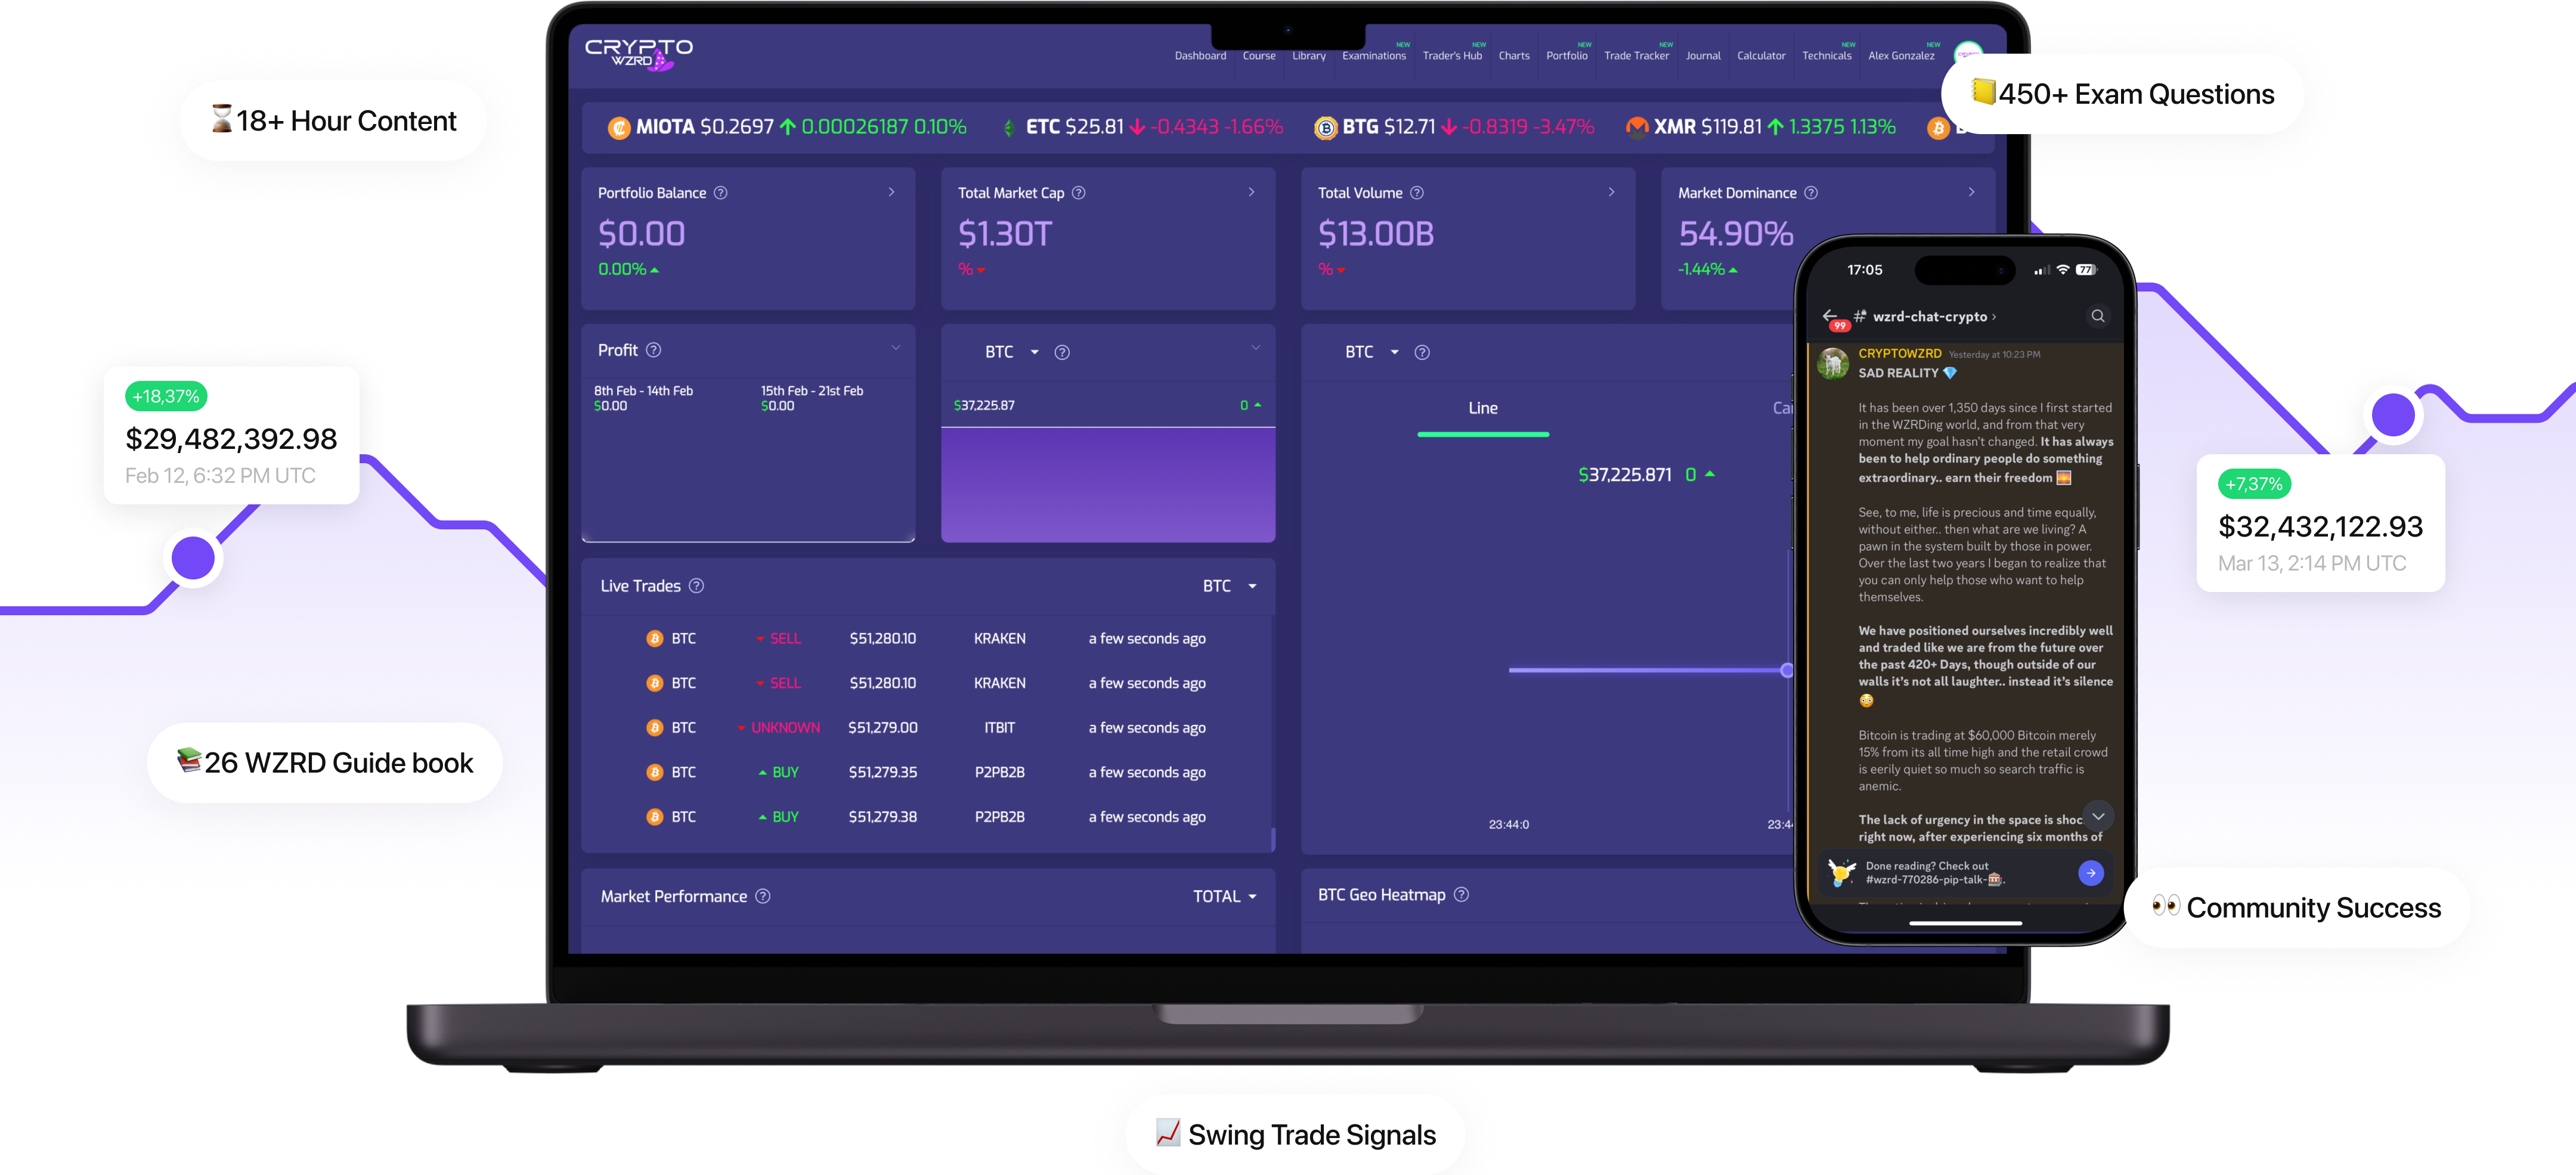 ⏳18+ Hour Content
📒450+ Exam Questions
CRYPTO
WZRD
Dashboard Course Library Examinations NEW Trader's Hub NEW Charts Portfolio NEW Trade Tracker NEW Journal Calculator Technicals NEW Alex Gonzalez NEW
MIOTA $0.2697 ↑ 0.00026187 0.10% ETC $25.81 ↓ -0.4343 -1.66% BTG $12.71 ↓ -0.8319 -3.47% XMR $119.81 ↑ 1.3375 1.13%
Portfolio Balance ?
$0.00
0.00%
Total Market Cap ?
$1.30T
%
Total Volume ?
$13.00B
%
Market Dominance ?
54.90%
-1.44%
Profit ?
8th Feb - 14th Feb 15th Feb - 21st Feb
$0.00 $0.00
BTC ?
$37,225.87 0
BTC ?
Line
$37,225.871 0
23:44:0
Live Trades ? BTC
BTC SELL $51,280.10 KRAKEN a few seconds ago
BTC SELL $51,280.10 KRAKEN a few seconds ago
BTC UNKNOWN $51,279.00 ITBIT a few seconds ago
BTC BUY $51,279.35 P2PB2B a few seconds ago
BTC BUY $51,279.38 P2PB2B a few seconds ago
Market Performance ? TOTAL
BTC Geo Heatmap ?
17:05 77
99 # wzrd-chat-crypto ›
CRYPTOWZRD Yesterday at 10:23 PM
SAD REALITY 💎
It has been over 1,350 days since I first started
in the WZRDing world, and from that very
moment my goal hasn't changed. It has always
been to help ordinary people do something
extraordinary.. earn their freedom 🌅
See, to me, life is precious and time equally,
without either.. then what are we living? A
pawn in the system built by those in power.
Over the last two years I began to realize that
you can only help those who want to help
themselves.
We have positioned ourselves incredibly well
and traded like we are from the future over
the past 420+ Days, though outside of our
walls it's not all laughter.. instead it's silence
😳
Bitcoin is trading at $60,000 Bitcoin merely
15% from its all time high and the retail crowd
is eerily quiet so much so search traffic is
anemic.
The lack of urgency in the space is
right now, after experiencing six months of
Done reading? Check out
#wzrd-770286-pip-talk-🎰.
+18,37%
$29,482,392.98
Feb 12, 6:32 PM UTC
+7,37%
$32,432,122.93
Mar 13, 2:14 PM UTC
📚26 WZRD Guide book
👀 Community Success
📈 Swing Trade Signals